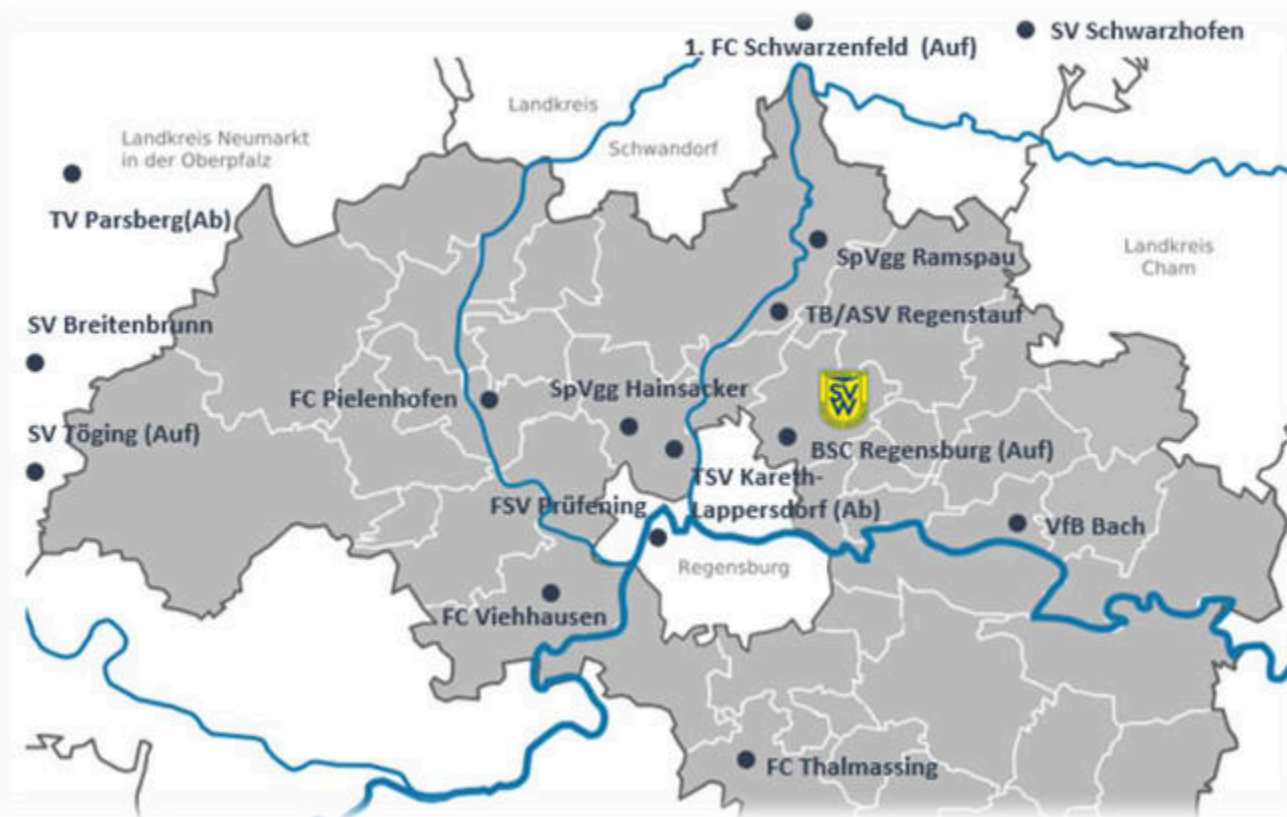 1. FC Schwarzenfeld (Auf)
SV Schwarzhofen
Landkreis
Schwandorf
Landkreis Neumarkt
in der Oberpfalz
TV Parsberg(Ab)
SpVgg Ramspau
Landkreis
Cham
SV Breitenbrunn
TB/ASV Regenstauf
FC Pielenhofen
SpVgg Hainsacker
SV
W
SV Töging (Auf)
BSC Regensburg (Auf)
TSV Kareth-
Lappersdorf (Ab)
FSV Prüfening
VfB Bach
Regensburg
FC Viehhausen
FC Thalmassing